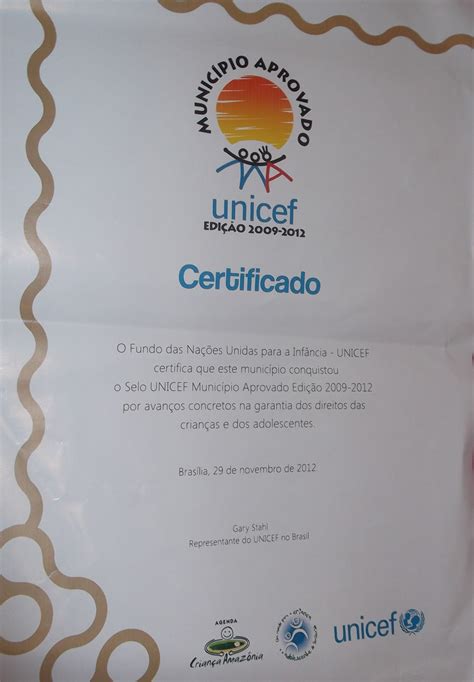 MUNICÍPIO APROVADO
unicef
EDIÇÃO 2009-2012
Certificado
O Fundo das Nações Unidas para a Infância - UNICEF
certifica que este município conquistou
o Selo UNICEF Município Aprovado Edição 2009-2012
por avanços concretos na garantia dos direitos das
crianças e dos adolescentes.
Brasília, 29 de novembro de 2012.
Gary Stahl
Representante do UNICEF no Brasil
AGENDA
Criança Amazônia
unicef